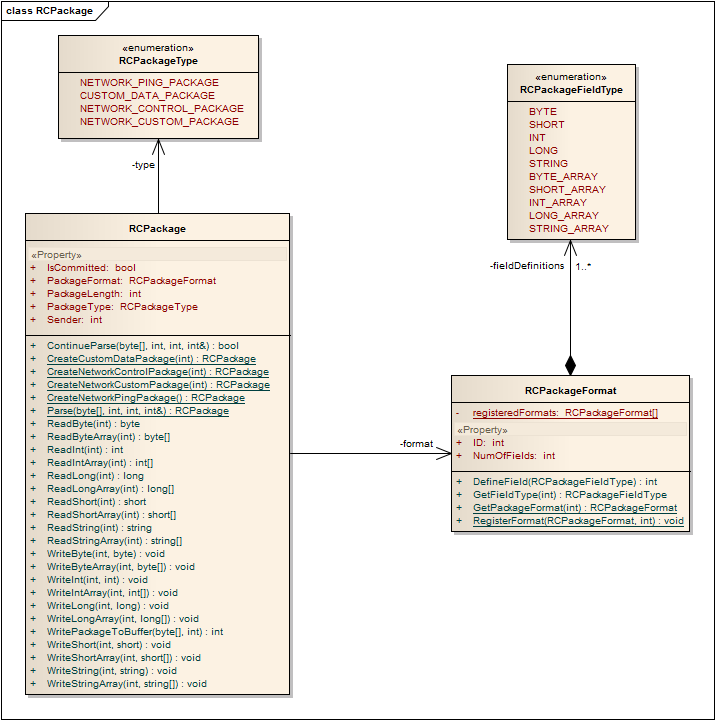 class RCPackage
«enumeration»
RCPackageType
NETWORK_PING_PACKAGE
CUSTOM_DATA_PACKAGE
NETWORK_CONTROL_PACKAGE
NETWORK_CUSTOM_PACKAGE
«enumeration»
RCPackageFieldType
BYTE
SHORT
INT
LONG
STRING
BYTE_ARRAY
SHORT_ARRAY
INT_ARRAY
LONG_ARRAY
STRING_ARRAY
-type
-fieldDefinitions 1..*
RCPackage
«Property»
+ IsCommitted: bool
+ PackageFormat: RCPackageFormat
+ PackageLength: int
+ PackageType: RCPackageType
+ Sender: int
+ ContinueParse(byte[], int, int, int&) : bool
+ CreateCustomDataPackage(int) : RCPackage
+ CreateNetworkControlPackage(int) : RCPackage
+ CreateNetworkCustomPackage(int) : RCPackage
+ CreateNetworkPingPackage() : RCPackage
+ Parse(byte[], int, int, int&) : RCPackage
+ ReadByte(int) : byte
+ ReadByteArray(int) : byte[]
+ ReadInt(int) : int
+ ReadIntArray(int) : int[]
+ ReadLong(int) : long
+ ReadLongArray(int) : long[]
+ ReadShort(int) : short
+ ReadShortArray(int) : short[]
+ ReadString(int) : string
+ ReadStringArray(int) : string[]
+ WriteByte(int, byte) : void
+ WriteByteArray(int, byte[]) : void
+ WriteInt(int, int) : void
+ WriteIntArray(int, int[]) : void
+ WriteLong(int, long) : void
+ WriteLongArray(int, long[]) : void
+ WritePackageToBuffer(byte[], int) : int
+ WriteShort(int, short) : void
+ WriteShortArray(int, short[]) : void
+ WriteString(int, string) : void
+ WriteStringArray(int, string[]) : void
-format
RCPackageFormat
- registeredFormats: RCPackageFormat[]
«Property»
+ ID: int
+ NumOfFields: int
+ DefineField(RCPackageFieldType) : int
+ GetFieldType(int) : RCPackageFieldType
+ GetPackageFormat(int) : RCPackageFormat
+ RegisterFormat(RCPackageFormat, int) : void